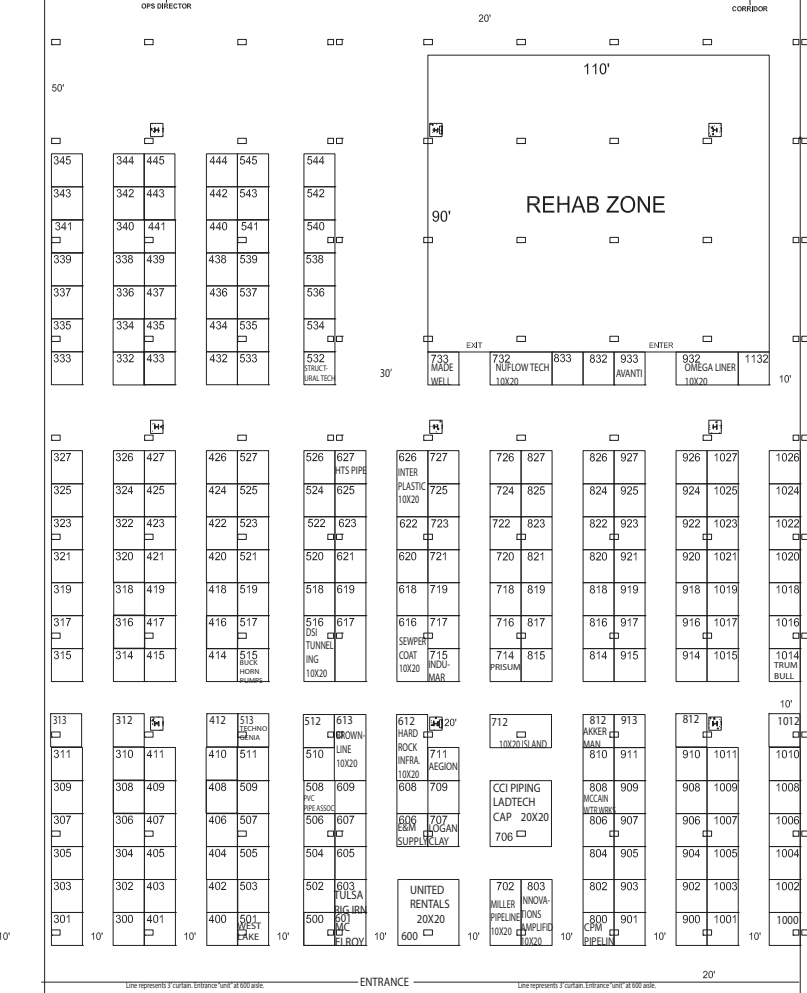 OPS DIRECTOR
CORRIDOR
20'
110'
50'
90'
REHAB ZONE
345 344 445 444 545 544
343 342 443 442 543 542
341 340 441 440 541 540
339 338 439 438 539 538
337 336 437 436 537 536
335 334 435 434 535 534
EXIT ENTER
333 332 433 432 533 532 733 732 833 832 933 932 1132
STRUCT-
URAL TECH
30'
MADE
WELL
NUFLOW TECH
10X20
AVANTI
OMEGA LINER
10X20
10'
327 326 427 426 527 526 627 626 727 726 827 826 927 926 1027 1026
HTS PIPE
INTER
PLASTIC
10X20
325 324 425 424 525 524 625 725 724 825 824 925 924 1025 1024
323 322 423 422 523 522 623 622 723 722 823 822 923 922 1023 1022
321 320 421 420 521 520 621 620 721 720 821 820 921 920 1021 1020
319 318 419 418 519 518 619 618 719 718 819 818 919 918 1019 1018
317 316 417 416 517 516 617 616 717 716 817 816 917 916 1017 1016
DSI
TUNNEL
ING
10X20
SEWPER
COAT
10X20
315 314 415 414 515 715 714 815 814 915 914 1015 1014
BUCK
HORN
PUMPS
INDU-
MAR
PRISUM
TRUM
BULL
10'
313 312 412 513 512 613 612 20' 712 812 913 812 1012
TECHNO
GENIA
BROWN-
LINE
10X20
HARD
ROCK
INFRA.
10X20
10X20 ISLAND
AKKER
MAN
311 310 411 410 511 510 711 810 911 910 1011 1010
AEGION
309 308 409 408 509 508 609 608 709 808 909 908 1009 1008
PVC
PIPE ASSOC
CCI PIPING
LADTECH
CAP 20X20
706
MCCAIN
WTR WRKS
307 306 407 406 507 506 607 606 707 806 907 906 1007 1006
E&M
SUPPLY
LOGAN
CLAY
305 304 405 404 505 504 605 804 905 904 1005 1004
303 302 403 402 503 502 603 702 803 802 903 902 1003 1002
TULSA
RIG IRN
UNITED
RENTALS
20X20
600
MILLER
PIPELINE
10X20
INNOVA-
TIONS
AMPLIFID
10X20
301 300 401 400 501 500 601 800 901 900 1001 1000
WEST
LAKE
MC
ELROY
CPM
PIPELIN
10' 10' 10' 10' 10' 10' 10' 10' 10'
20'
ENTRANCE
Line represents 3' curtain. Entrance "unit" at 600 aisle.
Line represents 3' curtain. Entrance "unit" at 600 aisle.